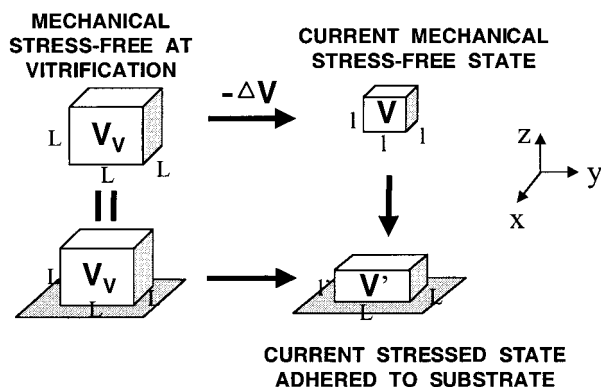 MECHANICAL
STRESS-FREE AT
VITRIFICATION
CURRENT MECHANICAL
STRESS-FREE STATE
-ΔV
L
V_V
L
L
l
V
l
l
z
y
x
L
V_V
L
L
l'
V'
L
L
CURRENT STRESSED STATE
ADHERED TO SUBSTRATE